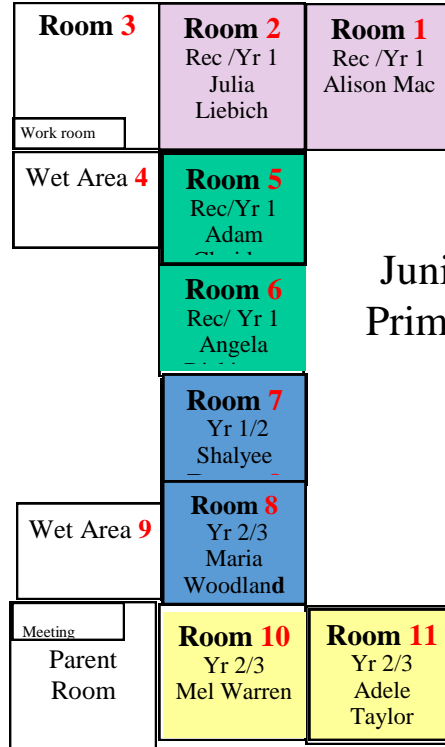 Room 3
Work room
Room 2
Rec /Yr 1
Julia
Liebich
Room 1
Rec /Yr 1
Alison Mac
Wet Area 4
Room 5
Rec/Yr 1
Adam
Room 6
Rec/ Yr 1
Angela
Juni
Prim
Room 7
Yr 1/2
Shalyee
Wet Area 9
Room 8
Yr 2/3
Maria
Woodland
Meeting
Parent
Room
Room 10
Yr 2/3
Mel Warren
Room 11
Yr 2/3
Adele
Taylor